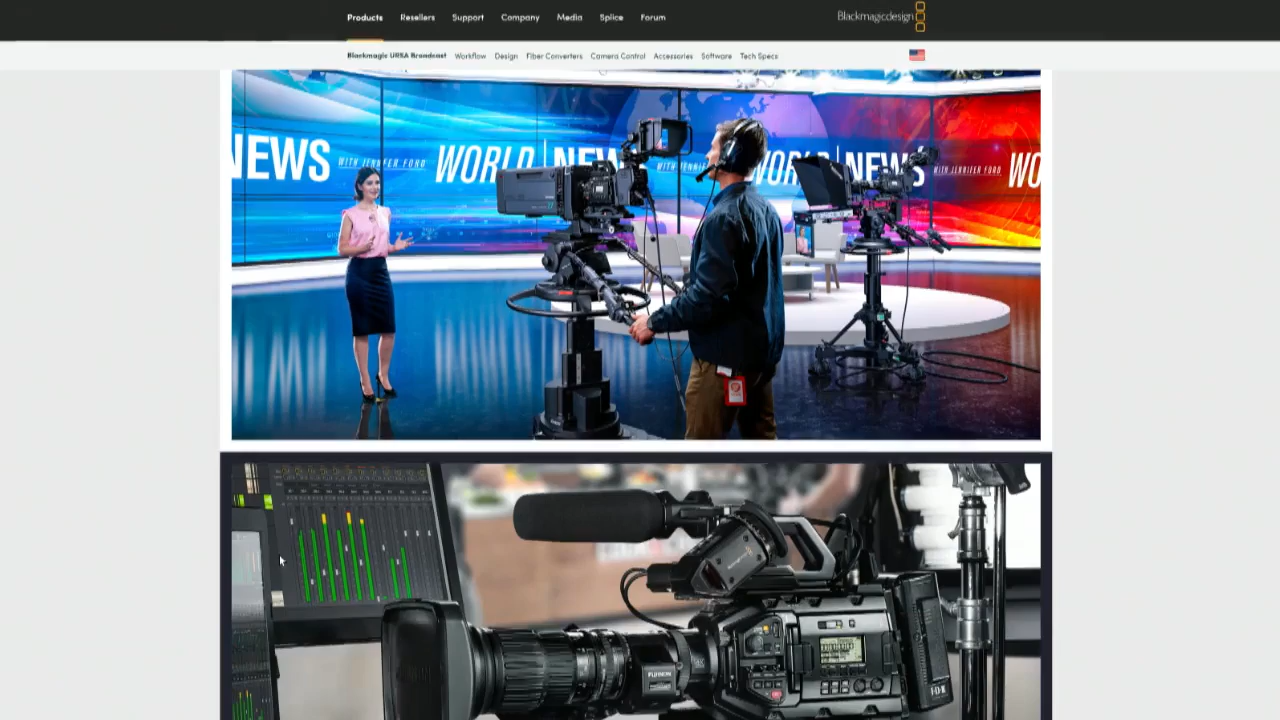 Products Resellers Support Company Media Splice Forum
Blackmagicdesign
Blackmagic URSA Broadcast Workflow Design Fiber Converters Camera Control Accessories Software Tech Specs
NEWS WITH JENNIFER FORD WORLD NEWS WORLD NEWS WITH JENNIFER FORD WO
FUJINON
IDX